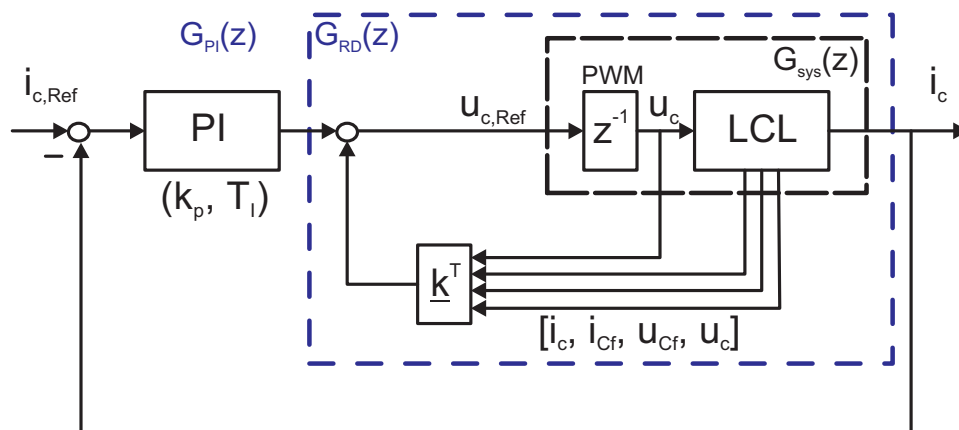 G_PI(z)
G_RD(z)
G_sys(z)
PWM
i_c,Ref
PI
u_c,Ref
z^-1
u_c
LCL
i_c
−
(k_p, T_I)
k^T
[i_c, i_Cf, u_Cf, u_c]